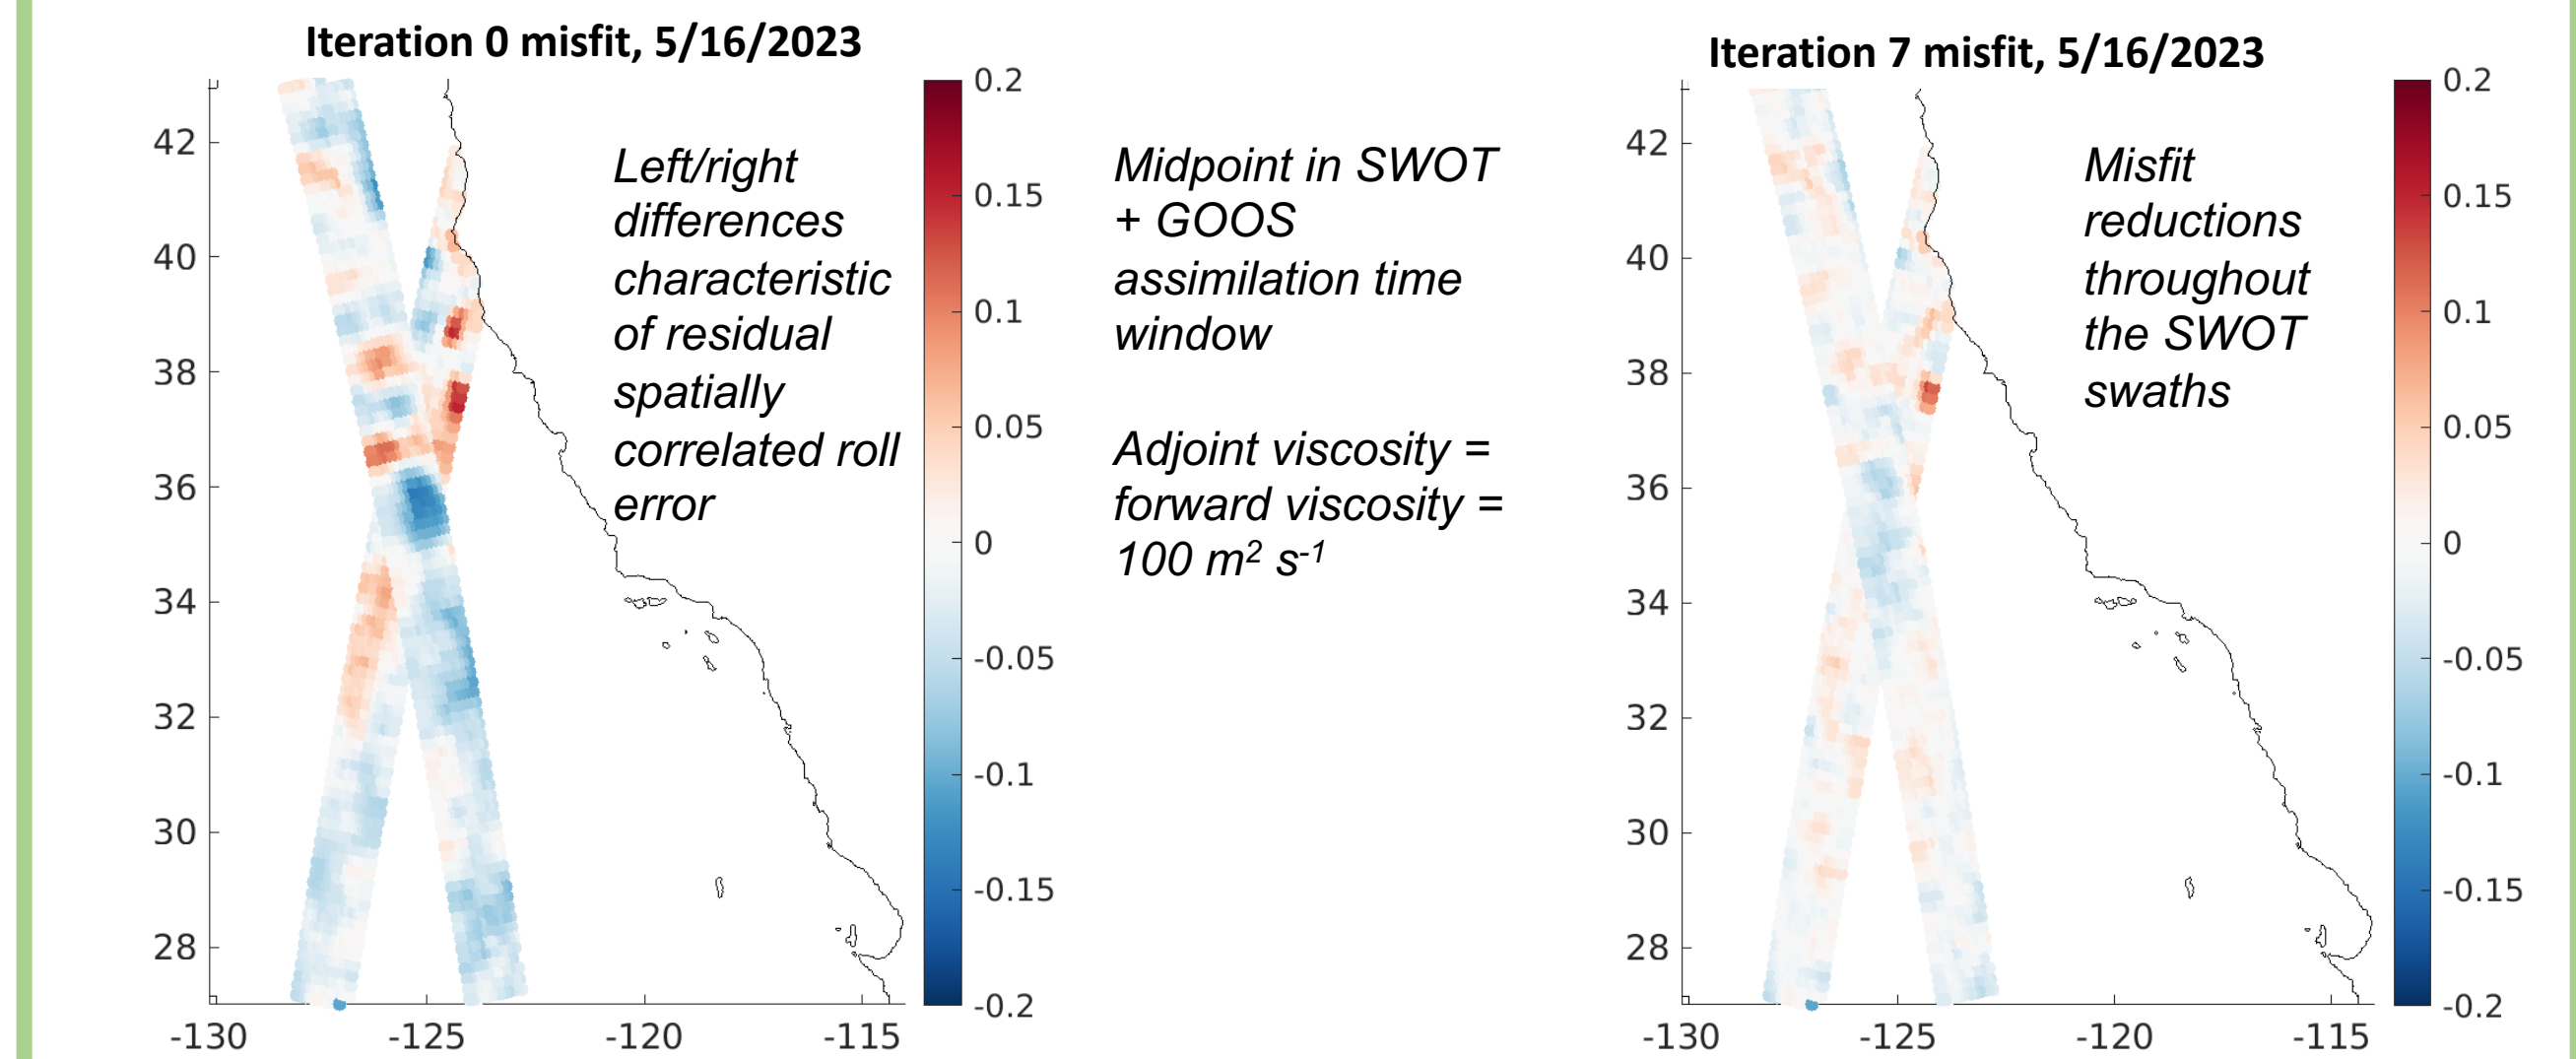 Iteration 0 misfit, 5/16/2023
42
40
38
36
34
32
30
28
-130
-125
-120
-115
0.2
0.15
0.1
0.05
0
-0.05
-0.1
-0.15
-0.2
Left/right
differences
characteristic
of residual
spatially
correlated roll
error
Midpoint in SWOT
+ GOOS
assimilation time
window
Adjoint viscosity =
forward viscosity =
100 m² s⁻¹
Iteration 7 misfit, 5/16/2023
42
40
38
36
34
32
30
28
-130
-125
-120
-115
0.2
0.15
0.1
0.05
0
-0.05
-0.1
-0.15
-0.2
Misfit
reductions
throughout
the SWOT
swaths